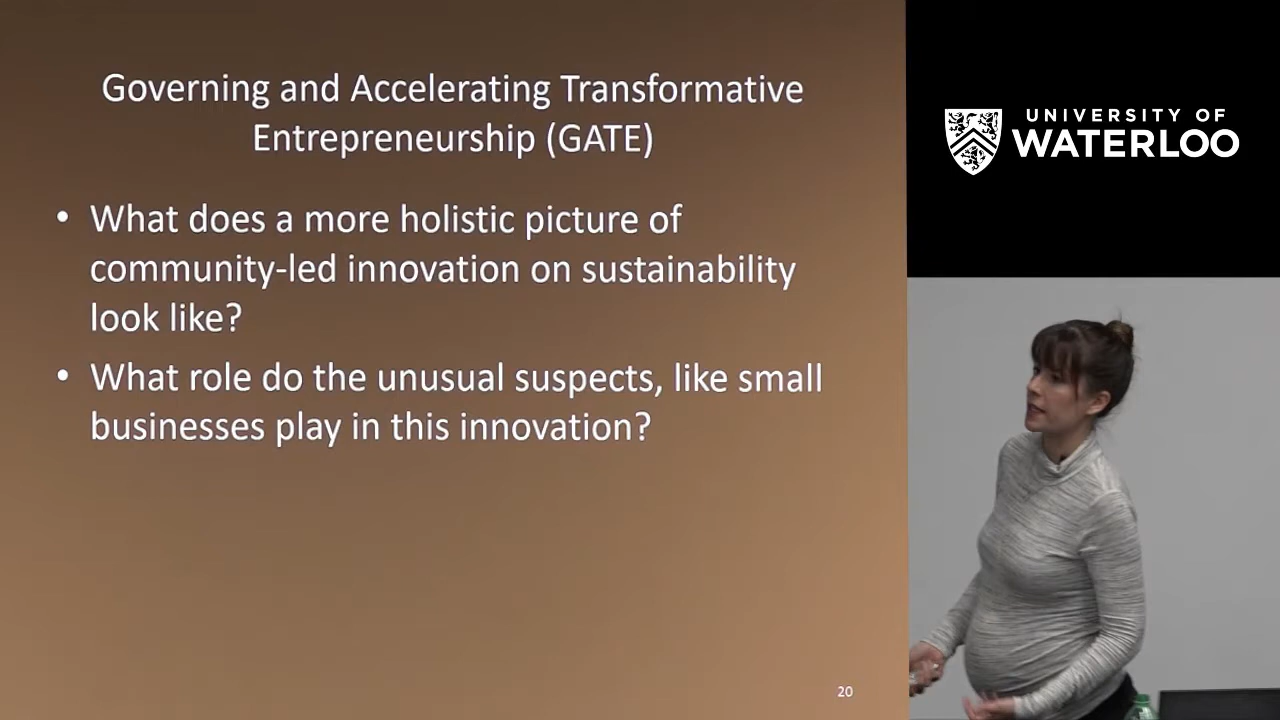 Governing and Accelerating Transformative
Entrepreneurship (GATE)
• What does a more holistic picture of
community-led innovation on sustainability
look like?
• What role do the unusual suspects, like small
businesses play in this innovation?
20
UNIVERSITY OF
WATERLOO